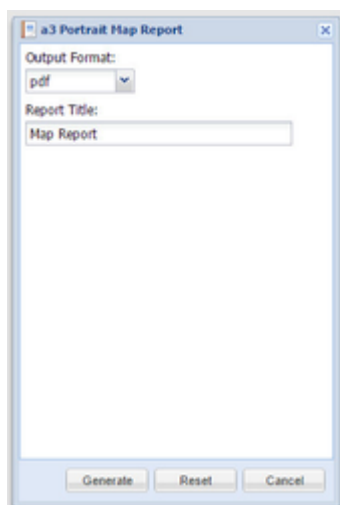 a3 Portrait Map Report
Output Format:
pdf
Report Title:
Map Report
Generate Reset Cancel